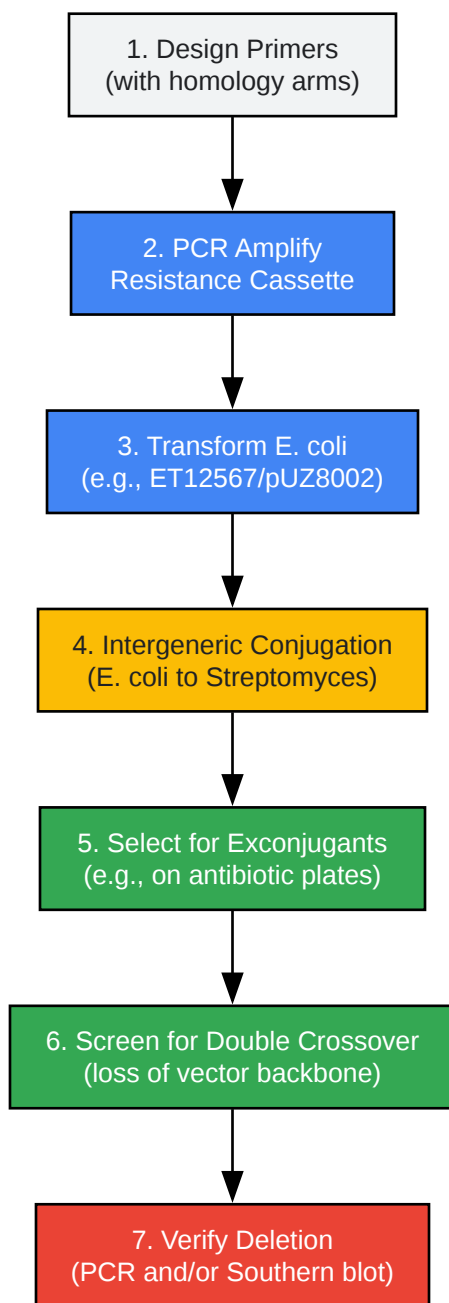 1. Design Primers
(with homology arms)
2. PCR Amplify
Resistance Cassette
3. Transform E. coli
(e.g., ET12567/pUZ8002)
4. Intergeneric Conjugation
(E. coli to Streptomyces)
5. Select for Exconjugants
(e.g., on antibiotic plates)
6. Screen for Double Crossover
(loss of vector backbone)
7. Verify Deletion
(PCR and/or Southern blot)